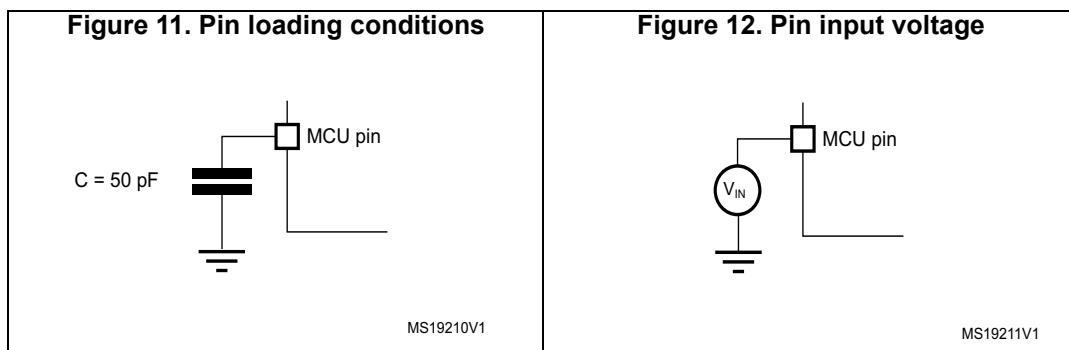 Figure 11. Pin loading conditions
MCU pin
C = 50 pF
MS19210V1
Figure 12. Pin input voltage
MCU pin
VIN
MS19211V1